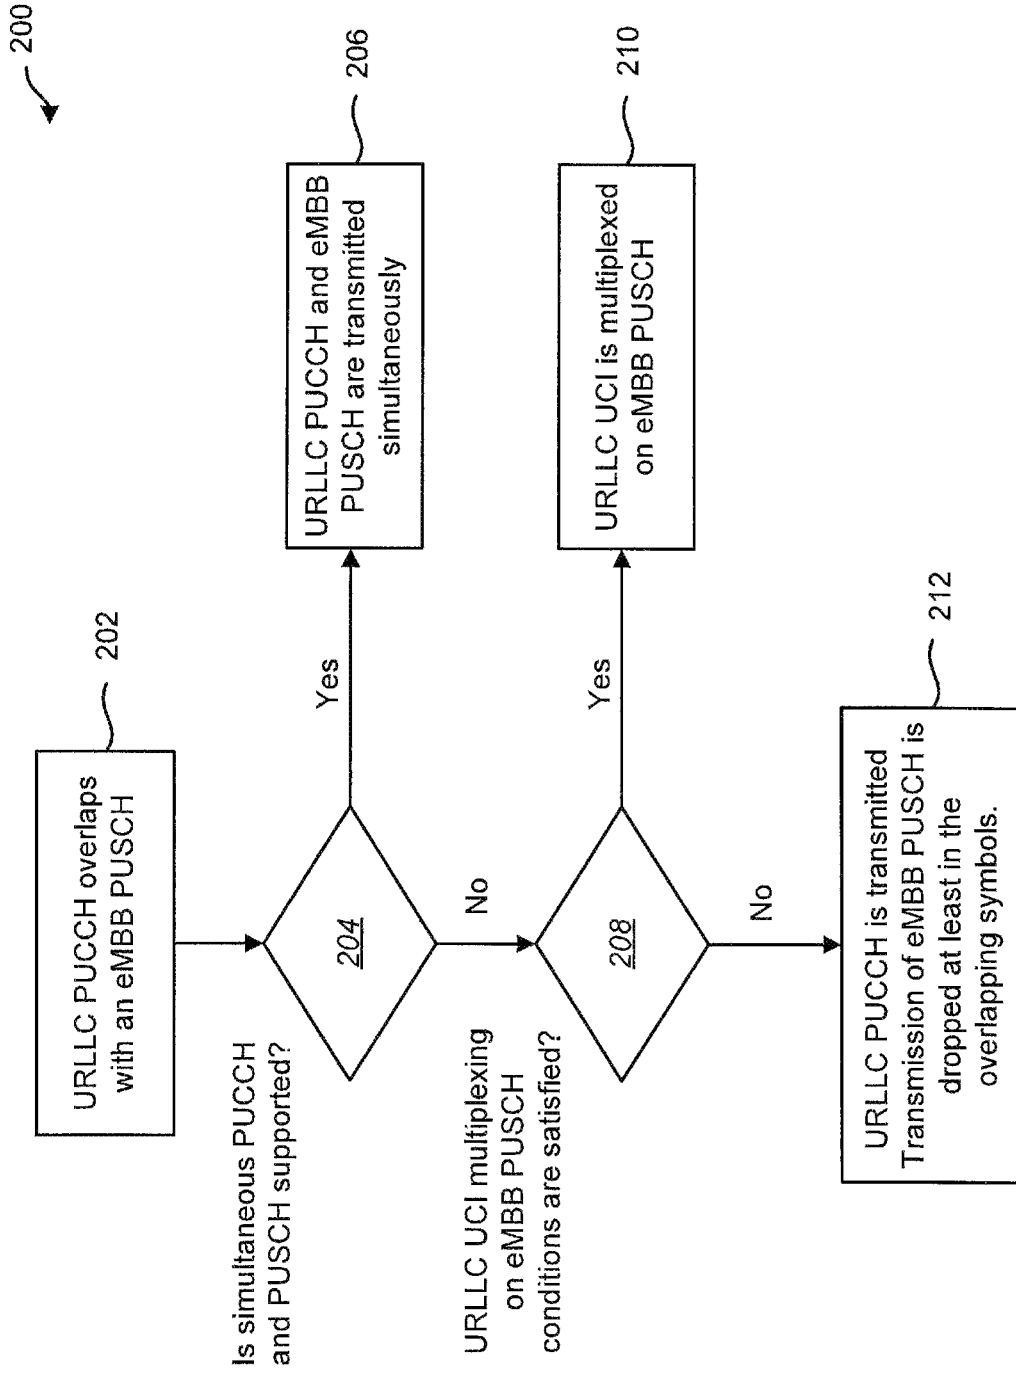 200
URLLC PUCCH overlaps
with an eMBB PUSCH
202
Is simultaneous PUCCH
and PUSCH supported?
204
Yes
URLLC PUCCH and eMBB
PUSCH are transmitted
simultaneously
206
No
URLLC UCI multiplexing
on eMBB PUSCH
conditions are satisfied?
208
Yes
URLLC UCI is multiplexed
on eMBB PUSCH
210
No
URLLC PUCCH is transmitted
Transmission of eMBB PUSCH is
dropped at least in the
overlapping symbols.
212